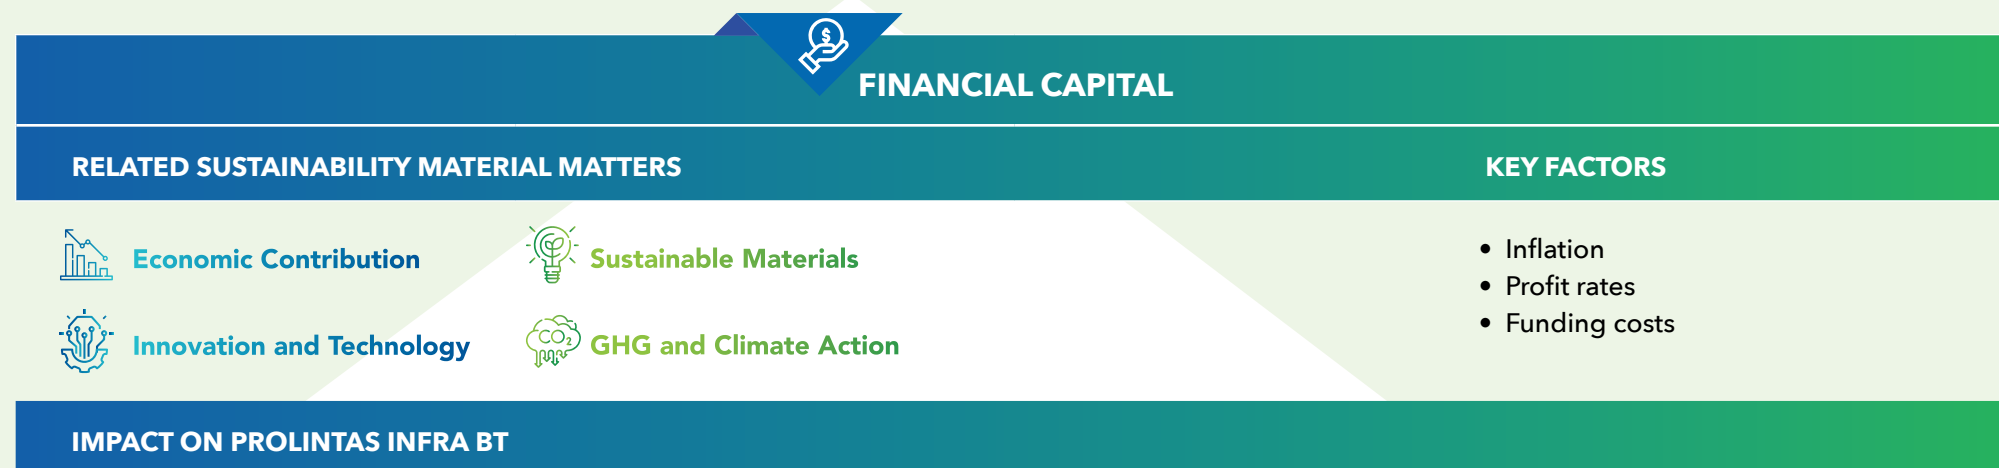 FINANCIAL CAPITAL
RELATED SUSTAINABILITY MATERIAL MATTERS
KEY FACTORS
Economic Contribution
Sustainable Materials
Innovation and Technology
CO2
GHG and Climate Action
• Inflation
• Profit rates
• Funding costs
IMPACT ON PROLINTAS INFRA BT